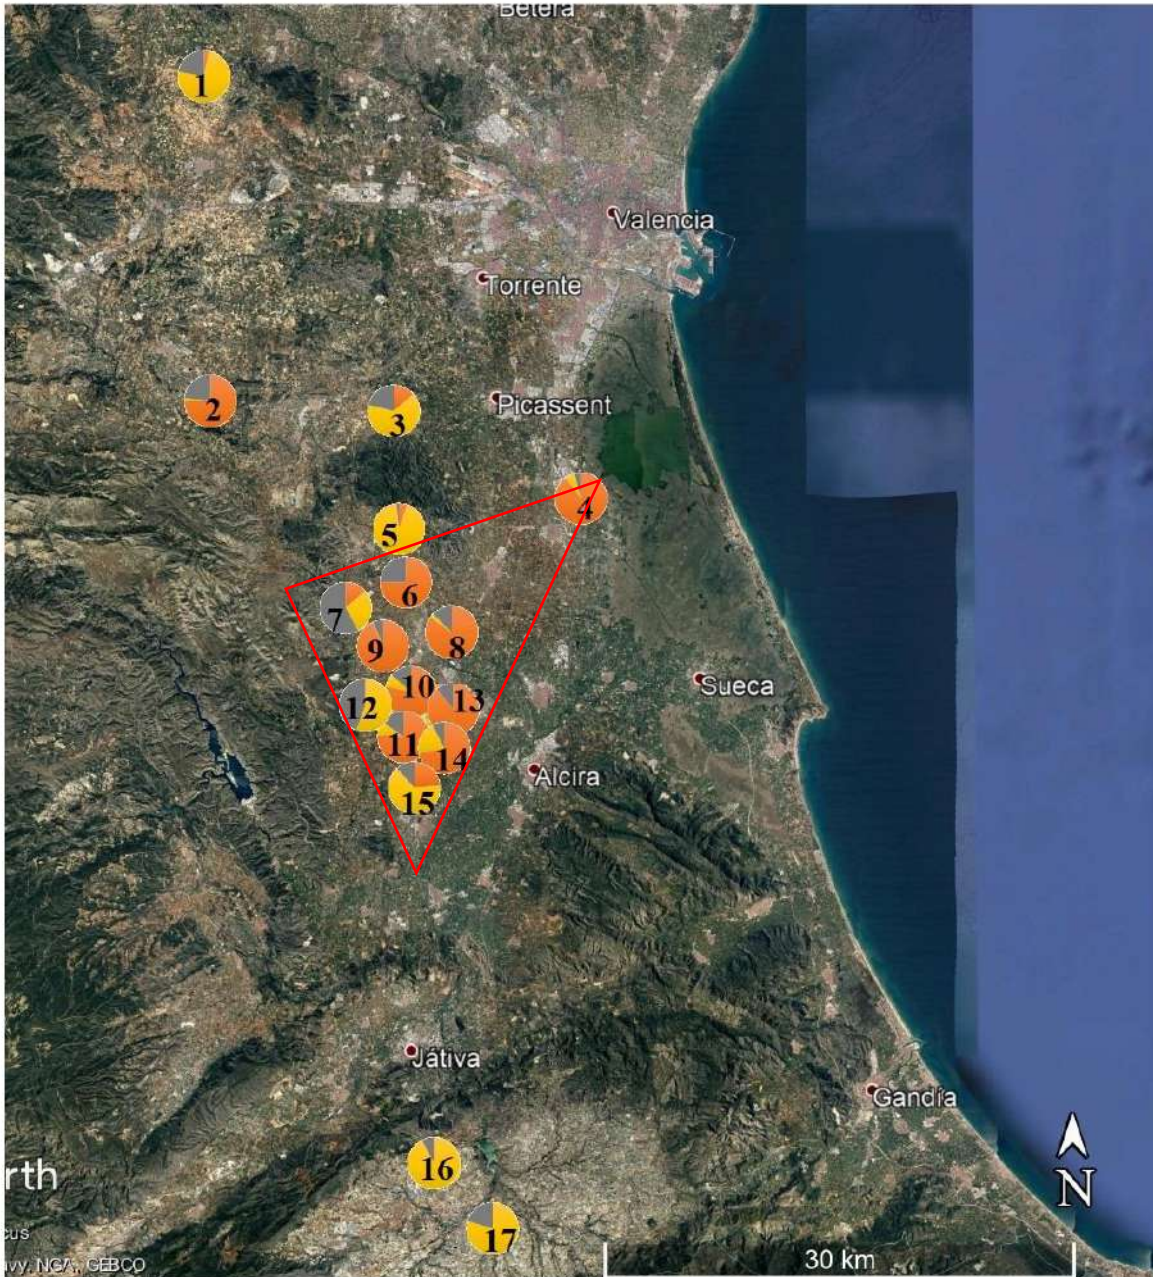 Betera
1
Valencia
Torrente
2
3
Picassent
4
5
6
7
8
9
10
Sueca
12
13
11
14
Alcira
15
Játiva
Gandía
16
rth
N
17
cus
30 km
avy, NGA, GEBCO